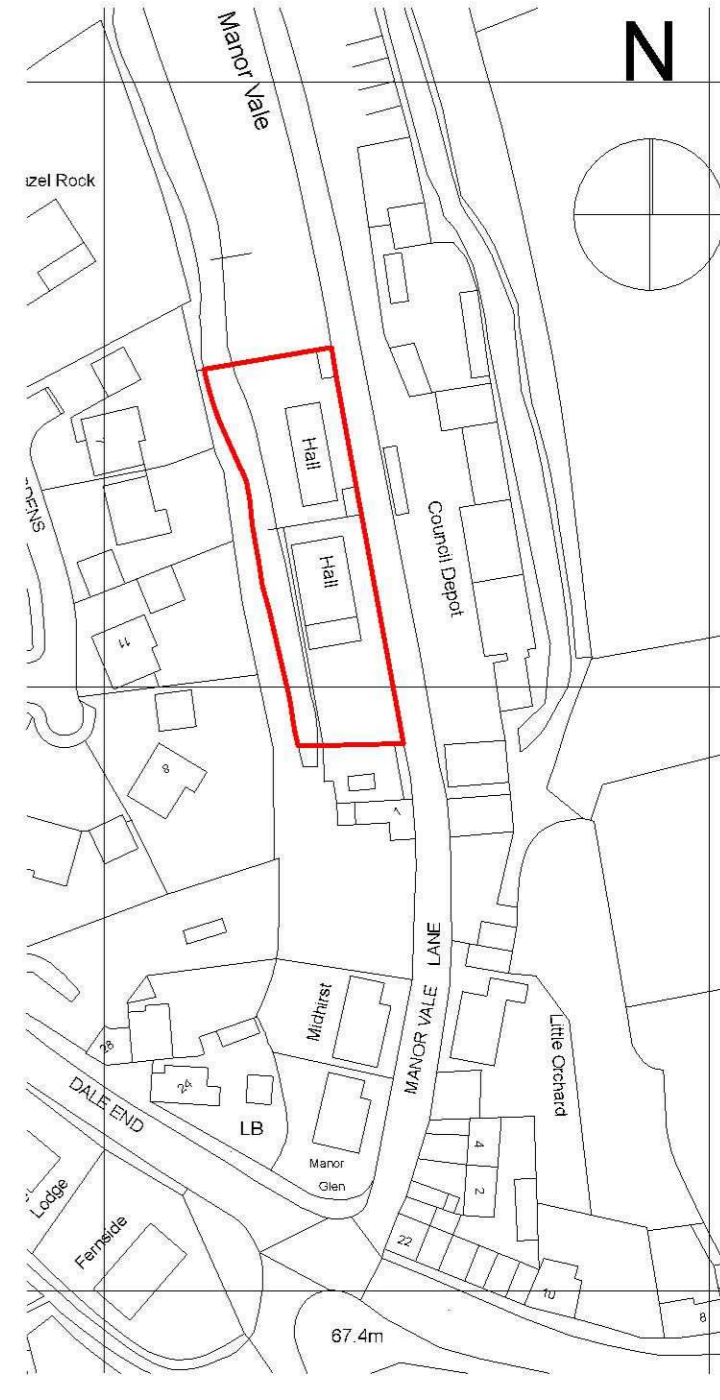 N
Manor Vale
azel Rock
Hall
Hall
Council Depot
DENS
11
8
LANE
MANOR VALE
Midhirst
Little Orchard
28
24
DALE END
LB
Manor
Glen
4
2
22
10
8
Lodge
Fernside
67.4m